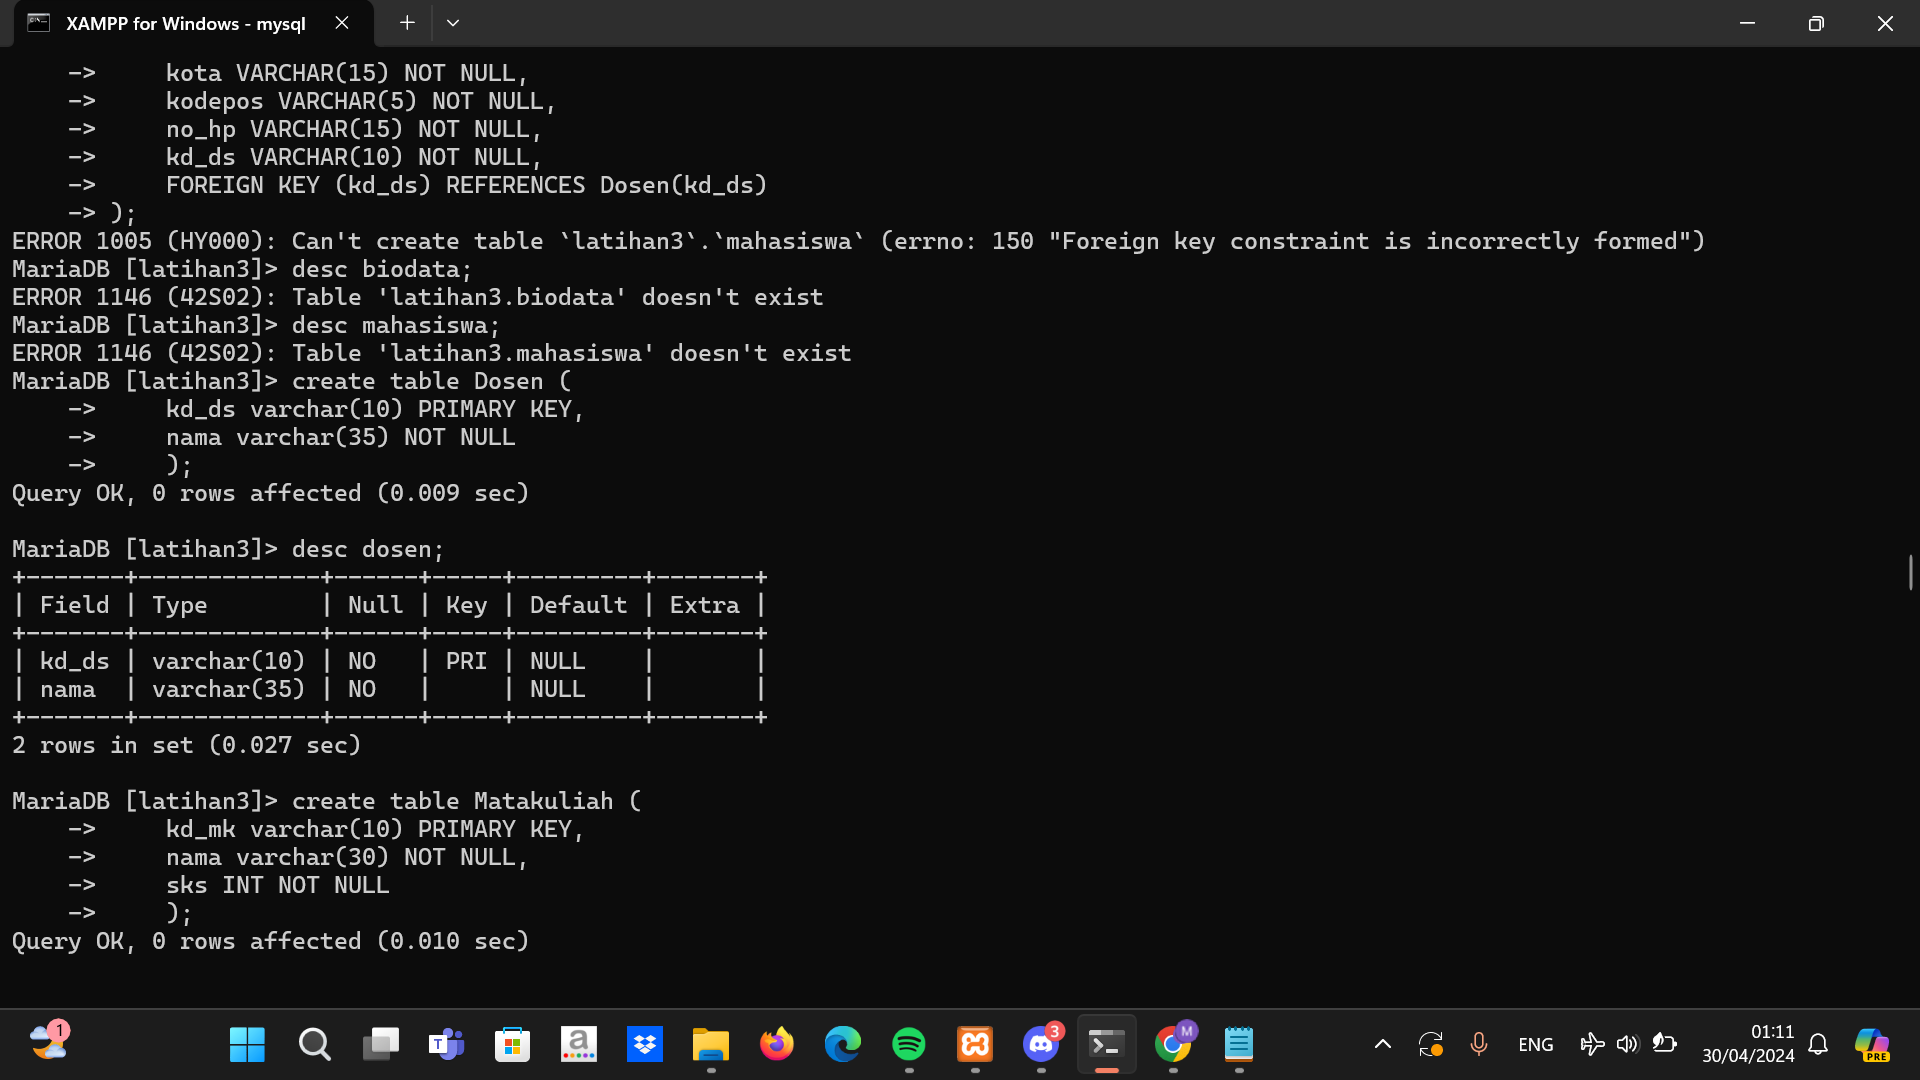 XAMPP for Windows - mysql
-> kota VARCHAR(15) NOT NULL,
-> kodepos VARCHAR(5) NOT NULL,
-> no_hp VARCHAR(15) NOT NULL,
-> kd_ds VARCHAR(10) NOT NULL,
-> FOREIGN KEY (kd_ds) REFERENCES Dosen(kd_ds)
-> );
ERROR 1005 (HY000): Can't create table `latihan3`.`mahasiswa` (errno: 150 "Foreign key constraint is incorrectly formed")
MariaDB [latihan3]> desc biodata;
ERROR 1146 (42S02): Table 'latihan3.biodata' doesn't exist
MariaDB [latihan3]> desc mahasiswa;
ERROR 1146 (42S02): Table 'latihan3.mahasiswa' doesn't exist
MariaDB [latihan3]> create table Dosen (
-> kd_ds varchar(10) PRIMARY KEY,
-> nama varchar(35) NOT NULL
-> );
Query OK, 0 rows affected (0.009 sec)
MariaDB [latihan3]> desc dosen;
+-------+-------------+------+-----+---------+-------+
| Field | Type | Null | Key | Default | Extra |
+-------+-------------+------+-----+---------+-------+
| kd_ds | varchar(10) | NO | PRI | NULL | |
| nama | varchar(35) | NO | | NULL | |
+-------+-------------+------+-----+---------+-------+
2 rows in set (0.027 sec)
MariaDB [latihan3]> create table Matakuliah (
-> kd_mk varchar(10) PRIMARY KEY,
-> nama varchar(30) NOT NULL,
-> sks INT NOT NULL
-> );
Query OK, 0 rows affected (0.010 sec)
1
T
a
3
M
ENG
01:11
30/04/2024
PRE